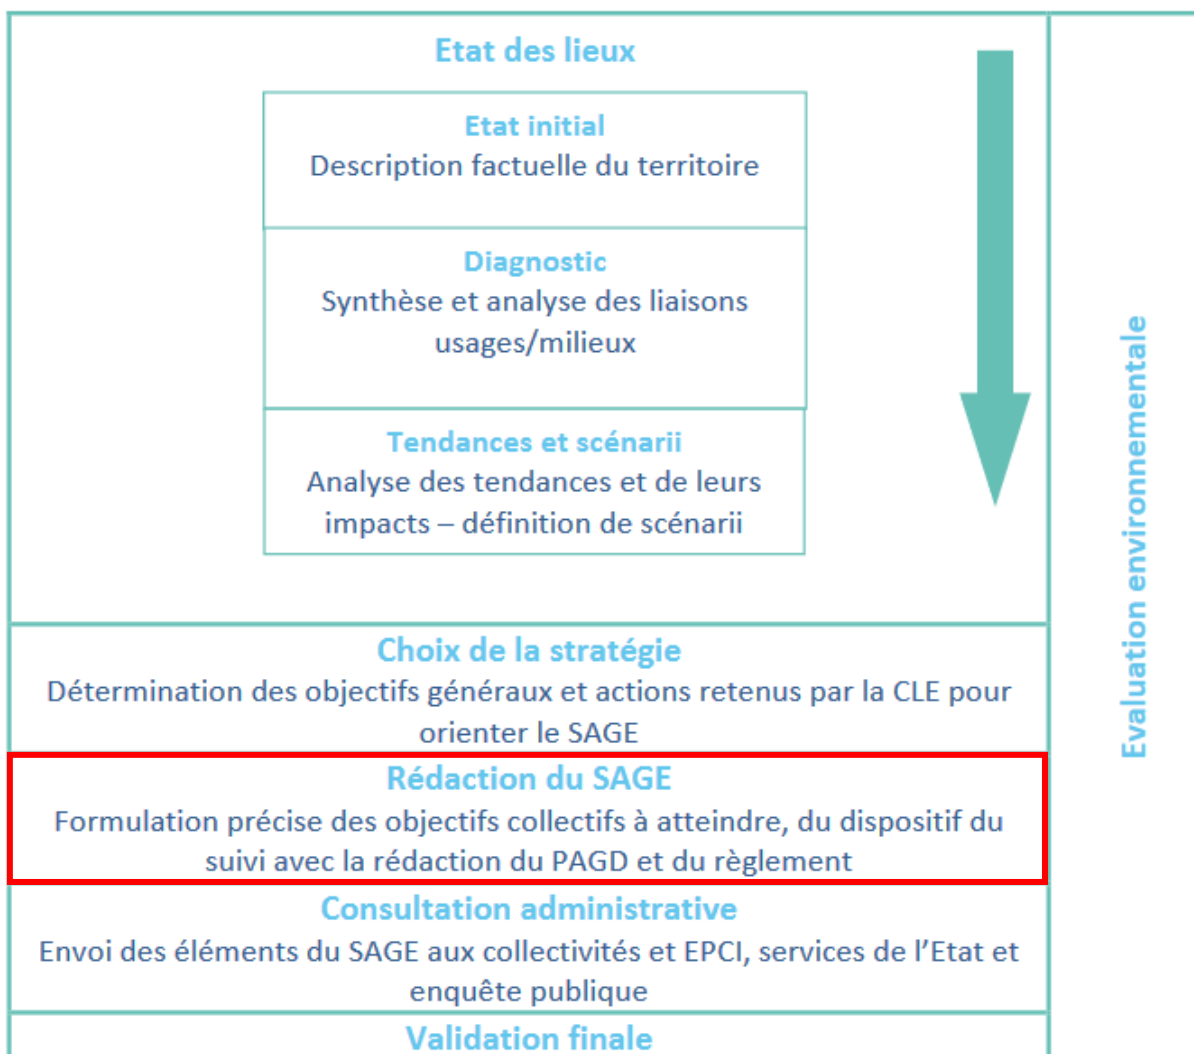 Etat des lieux
Etat initial
Description factuelle du territoire
Diagnostic
Synthèse et analyse des liaisons
usages/milieux
Tendances et scénarii
Analyse des tendances et de leurs
impacts – définition de scénarii
Choix de la stratégie
Détermination des objectifs généraux et actions retenus par la CLE pour
orienter le SAGE
Rédaction du SAGE
Formulation précise des objectifs collectifs à atteindre, du dispositif du
suivi avec la rédaction du PAGD et du règlement
Consultation administrative
Envoi des éléments du SAGE aux collectivités et EPCI, services de l’Etat et
enquête publique
Validation finale
Evaluation environnementale